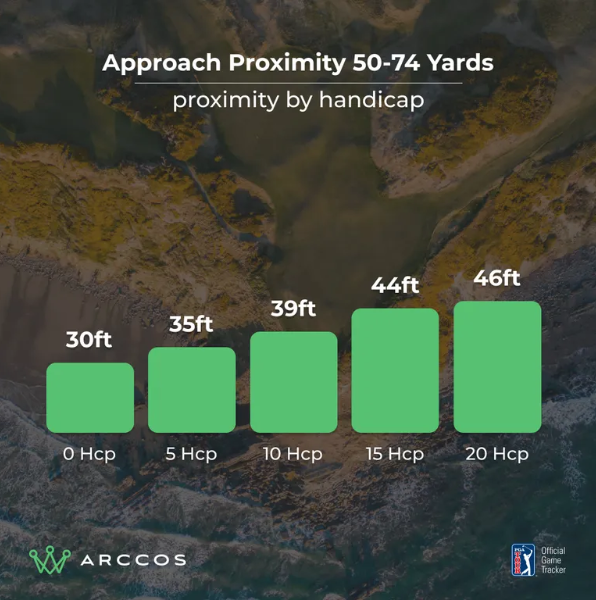 Approach Proximity 50-74 Yards
proximity by handicap
30ft
35ft
39ft
44ft
46ft
0 Hcp
5 Hcp
10 Hcp
15 Hcp
20 Hcp
ARCCOS
PGA TOUR
Official
Game
Tracker